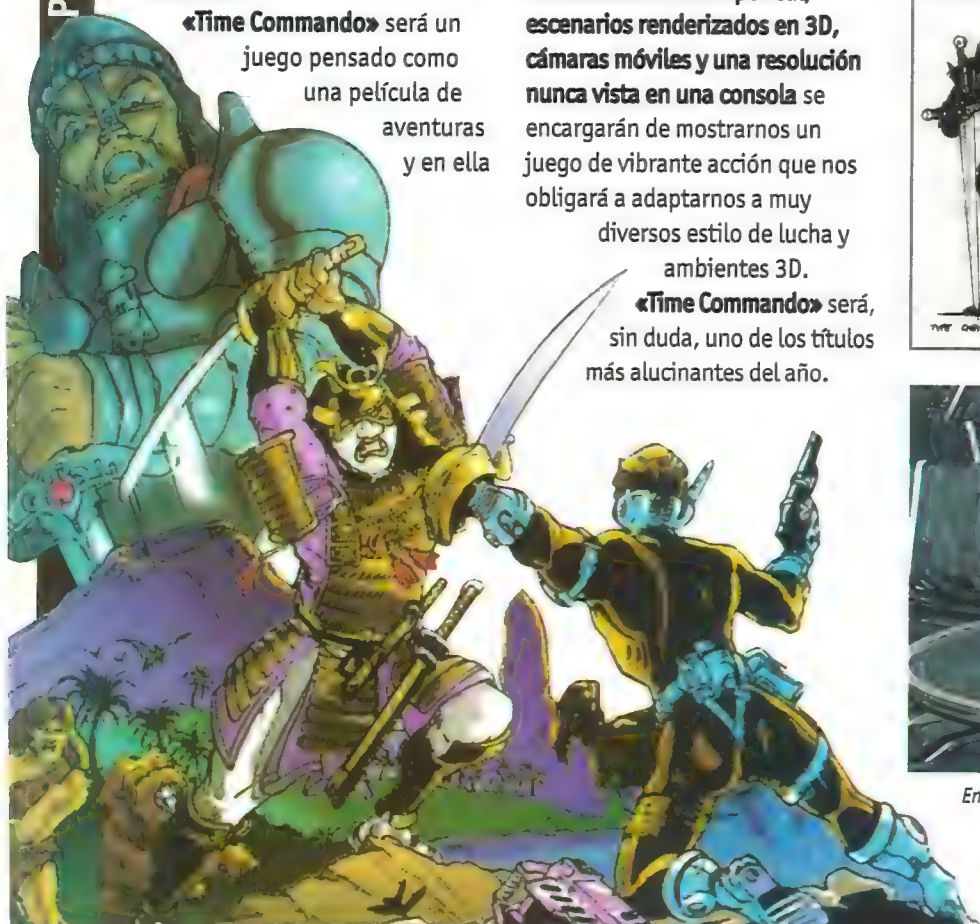 «Time Commando» será un
juego pensado como
una película de
aventuras
y en ella
escenarios renderizados en 3D,
cámaras móviles y una resolución
nunca vista en una consola se
encargarán de mostrarnos un
juego de vibrante acción que nos
obligará a adaptarnos a muy
diversos estilo de lucha y
ambientes 3D.
«Time Commando» será,
sin duda, uno de los títulos
más alucinantes del año.
En